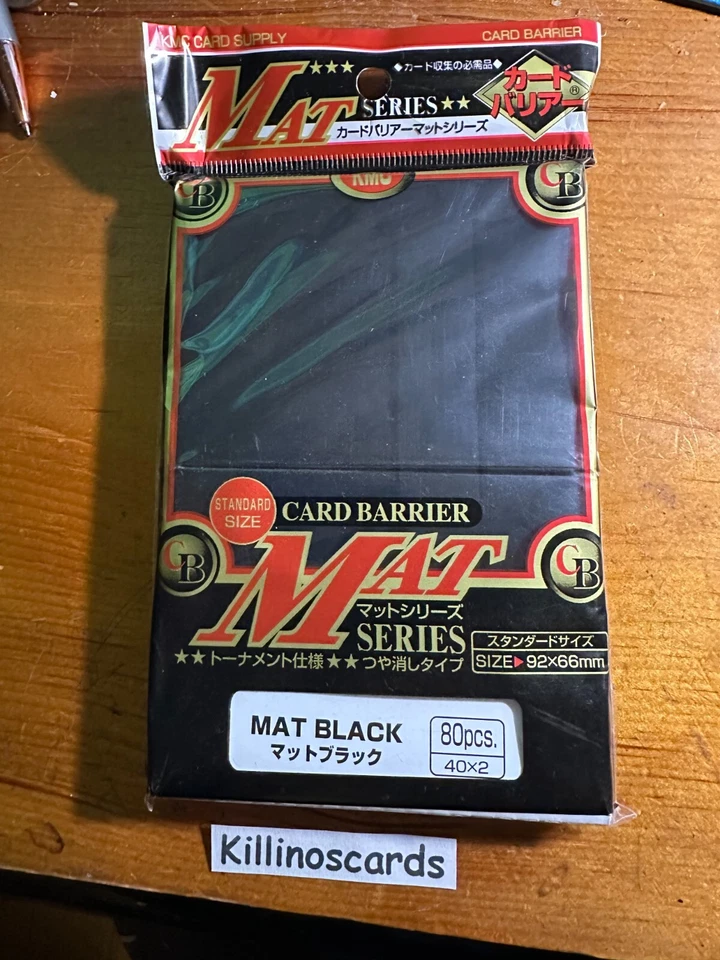 KMC CARD SUPPLY
CARD BARRIER
MAT
SERIES
◆カード収集の必需品◆
カードバリアーマットシリーズ
カード
バリアー®
CB
KMC
CB
STANDARD
SIZE
CARD BARRIER
CB
MAT
CB
マットシリーズ
SERIES
★★トーナメント仕様★★つや消しタイプ
スタンダードサイズ
SIZE▶92×66mm
MAT BLACK
マットブラック
80pcs.
40×2
Killinoscards